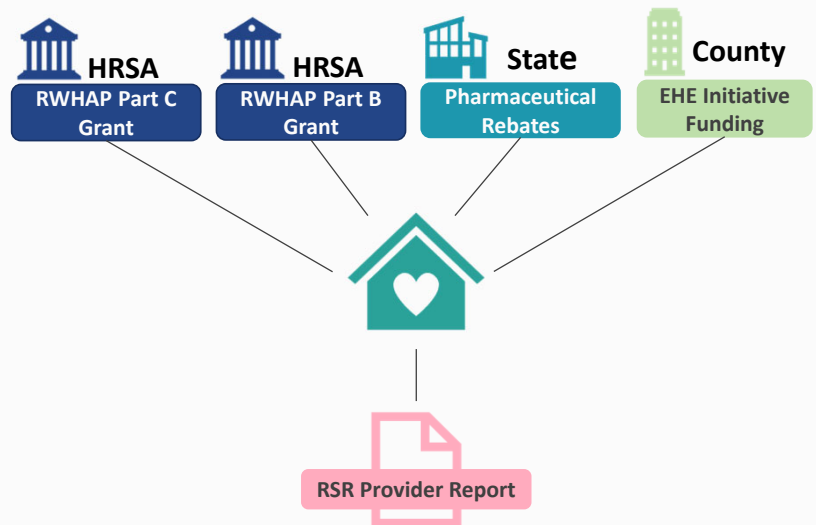 HRSA
RWHAP Part C
Grant
HRSA
RWHAP Part B
Grant
State
Pharmaceutical
Rebates
County
EHE Initiative
Funding
RSR Provider Report